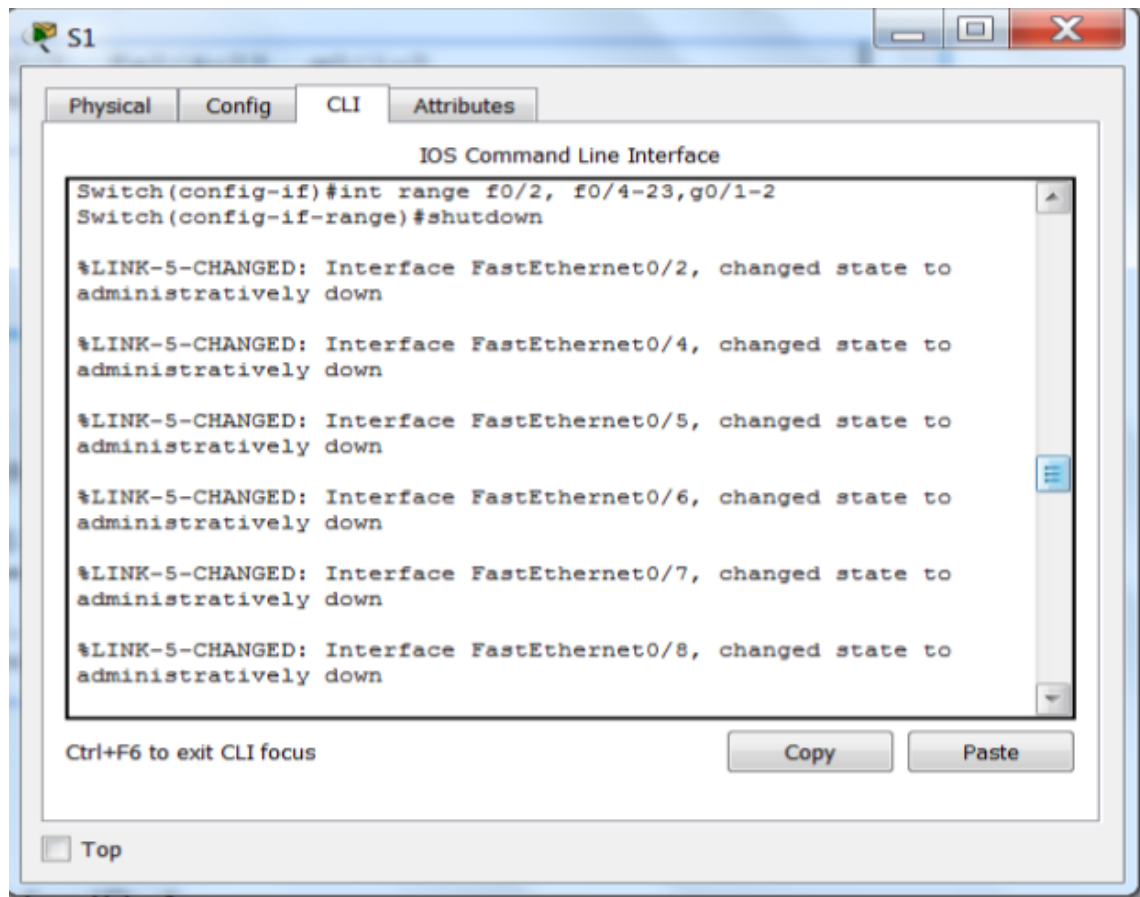 S1
Physical Config CLI Attributes
IOS Command Line Interface
Switch(config-if)#int range f0/2, f0/4-23,g0/1-2
Switch(config-if-range)#shutdown
%LINK-5-CHANGED: Interface FastEthernet0/2, changed state to
administratively down
%LINK-5-CHANGED: Interface FastEthernet0/4, changed state to
administratively down
%LINK-5-CHANGED: Interface FastEthernet0/5, changed state to
administratively down
%LINK-5-CHANGED: Interface FastEthernet0/6, changed state to
administratively down
%LINK-5-CHANGED: Interface FastEthernet0/7, changed state to
administratively down
%LINK-5-CHANGED: Interface FastEthernet0/8, changed state to
administratively down
Ctrl+F6 to exit CLI focus
Copy Paste
Top